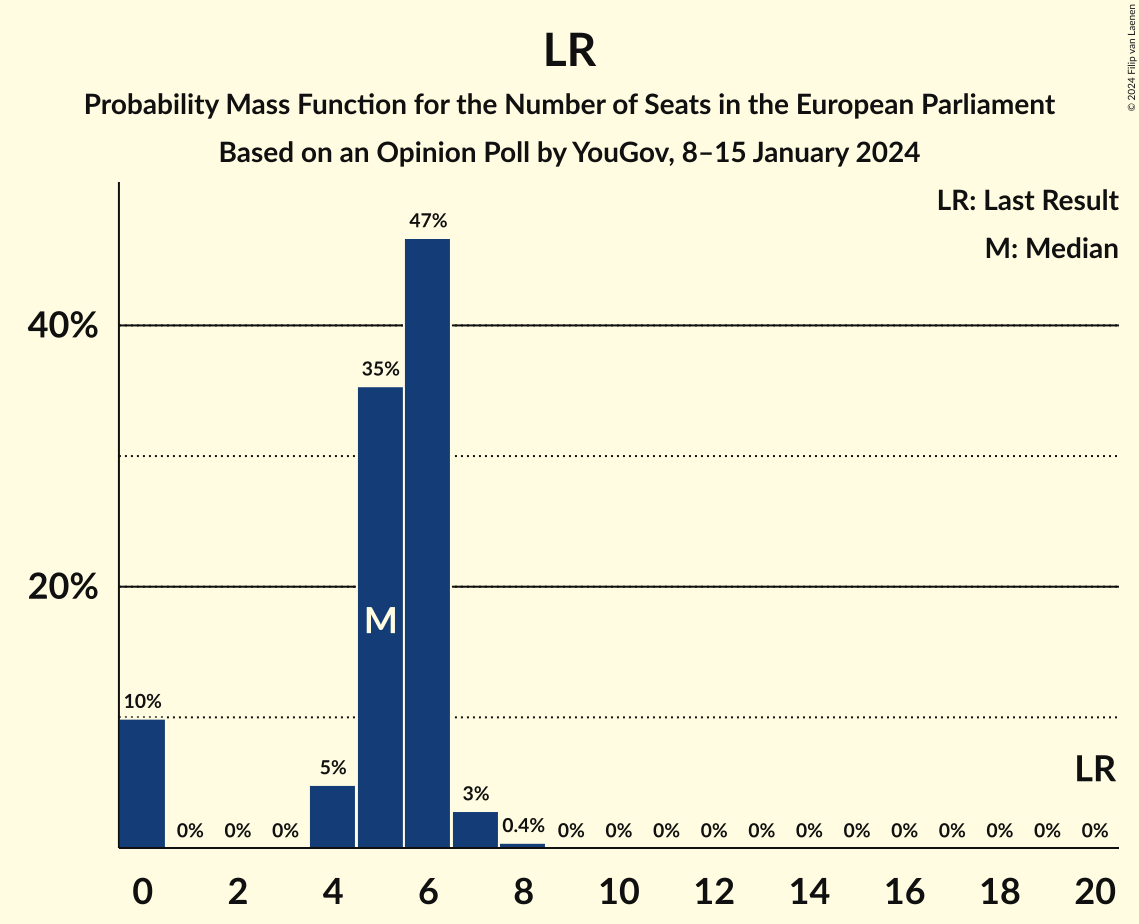 LR
Probability Mass Function for the Number of Seats in the European Parliament
Based on an Opinion Poll by YouGov, 8–15 January 2024
© 2024 Filip van Laenen
LR: Last Result
M: Median
47%
40%
35%
M
20%
10%
5%
3%
LR
0% 0% 0% 0.4% 0% 0% 0% 0% 0% 0% 0% 0% 0% 0% 0% 0%
0 2 4 6 8 10 12 14 16 18 20